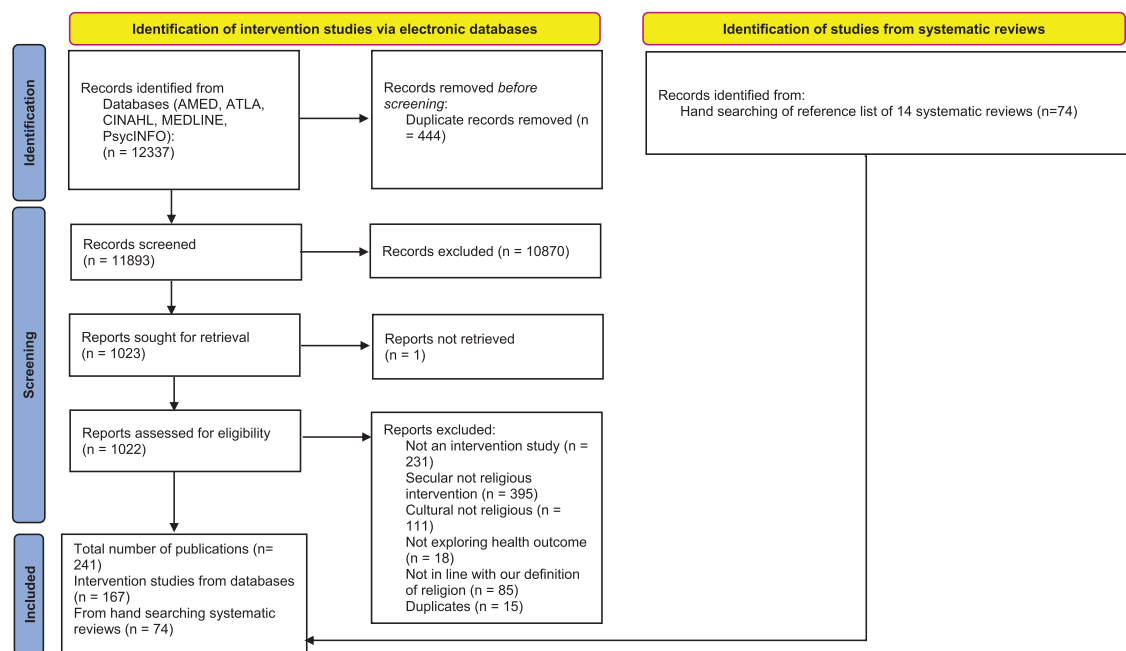 Identification of intervention studies via electronic databases
Identification of studies from systematic reviews
Identification
Records identified from
Databases (AMED, ATLA,
CINAHL, MEDLINE,
PsycINFO):
(n = 12337)
Records removed before
screening:
Duplicate records removed (n
= 444)
Records identified from:
Hand searching of reference list of 14 systematic reviews (n=74)
Screening
Records screened
(n = 11893)
Records excluded (n = 10870)
Reports sought for retrieval
(n = 1023)
Reports not retrieved
(n = 1)
Reports assessed for eligibility
(n = 1022)
Reports excluded:
Not an intervention study (n =
231)
Secular not religious
intervention (n = 395)
Cultural not religious (n =
111)
Not exploring health outcome
(n = 18)
Not in line with our definition
of religion (n = 85)
Duplicates (n = 15)
Included
Total number of publications (n=
241)
Intervention studies from databases
(n = 167)
From hand searching systematic
reviews (n = 74)